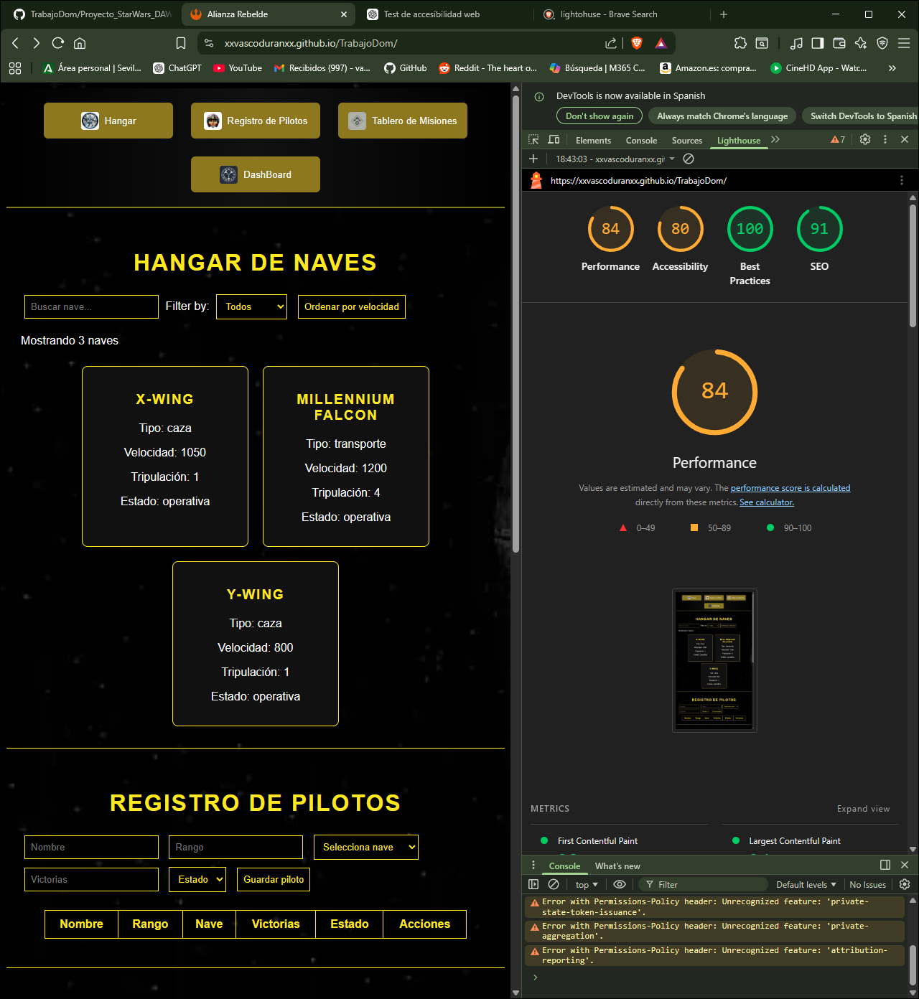 TrabajoDom/Proyecto_StarWars_DAW
Alianza Rebelde
Test de accesibilidad web
lightohuse - Brave Search
xxvascoduranxx.github.io/TrabajoDom/
Área personal | Sevil...
ChatGPT
YouTube
Recibidos (997) - va...
GitHub
Reddit - The heart o...
Búsqueda | M365 C...
Amazon.es: compra...
CineHD App - Watc...
Hangar
Registro de Pilotos
Tablero de Misiones
DashBoard
HANGAR DE NAVES
Buscar nave...
Filter by:
Todos
Ordenar por velocidad
Mostrando 3 naves
X-WING
Tipo: caza
Velocidad: 1050
Tripulación: 1
Estado: operativa
MILLENNIUM
FALCON
Tipo: transporte
Velocidad: 1200
Tripulación: 4
Estado: operativa
Y-WING
Tipo: caza
Velocidad: 800
Tripulación: 1
Estado: operativa
REGISTRO DE PILOTOS
Nombre
Rango
Selecciona nave
Victorias
Estado
Guardar piloto
Nombre Rango Nave Victorias Estado Acciones
DevTools is now available in Spanish
Don't show again
Always match Chrome's language
Switch DevTools to Spanish
Elements
Console
Sources
Lighthouse
7
18:43:03 - xxvascoduranxx.gi
https://xxvascoduranxx.github.io/TrabajoDom/
84
Performance
80
Accessibility
100
Best
Practices
91
SEO
84
Performance
Values are estimated and may vary. The performance score is calculated
directly from these metrics. See calculator.
0–49
50–89
90–100
HANGAR DE NAVES
REGISTRO DE PILOTOS
METRICS
Expand view
First Contentful Paint
Largest Contentful Paint
Console
What's new
top
Filter
Default levels
No Issues
Error with Permissions-Policy header: Unrecognized feature: 'private-
state-token-issuance'.
Error with Permissions-Policy header: Unrecognized feature: 'private-
aggregation'.
Error with Permissions-Policy header: Unrecognized feature: 'attribution-
reporting'.